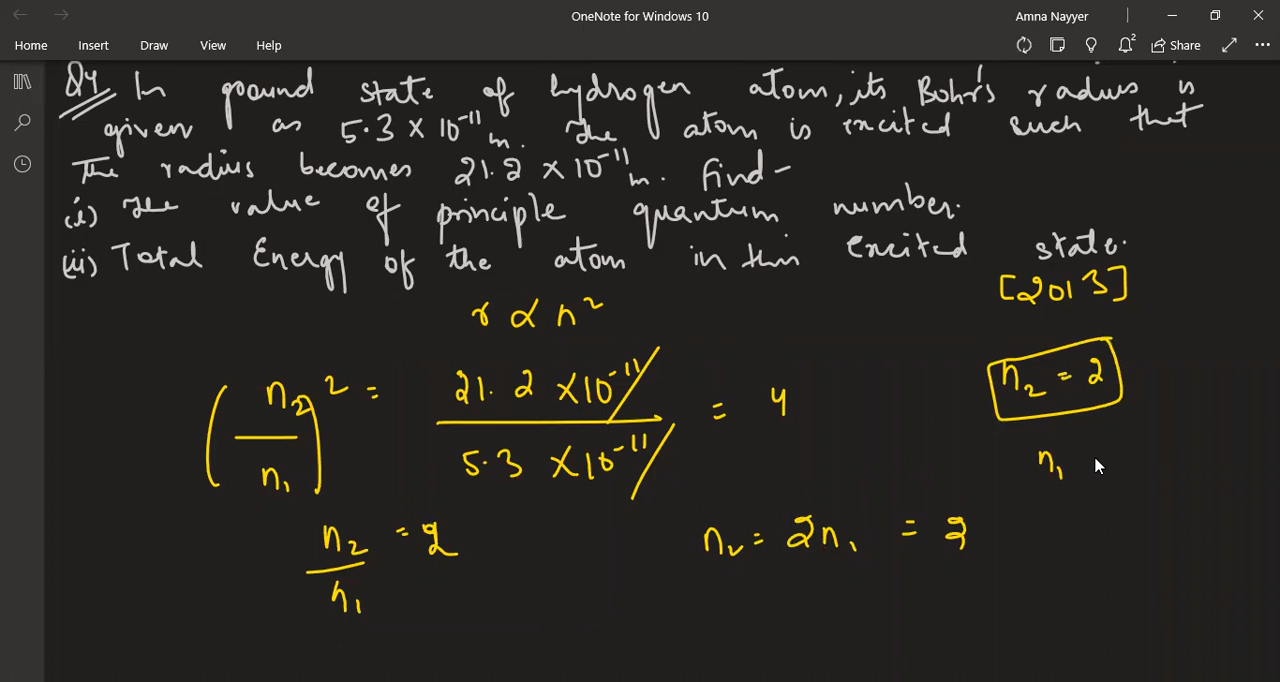 OneNote for Windows 10
Amna Nayyer
Home Insert Draw View Help
2 Share
Q4 In ground state of hydrogen atom, its Bohr's radius is
given as 5.3 × 10⁻¹¹ m. The atom is excited such that
The radius becomes 21.2 × 10⁻¹¹ m. Find-
(i) The value of principle quantum number.
(ii) Total Energy of the atom in this excited state.
[2013]
r ∝ n²
(n₂/n₁)² = 21.2 × 10⁻¹¹ / 5.3 × 10⁻¹¹ = 4
n₂ = 2
n₁
n₂/n₁ = 2
n₂ = 2n₁ = 2